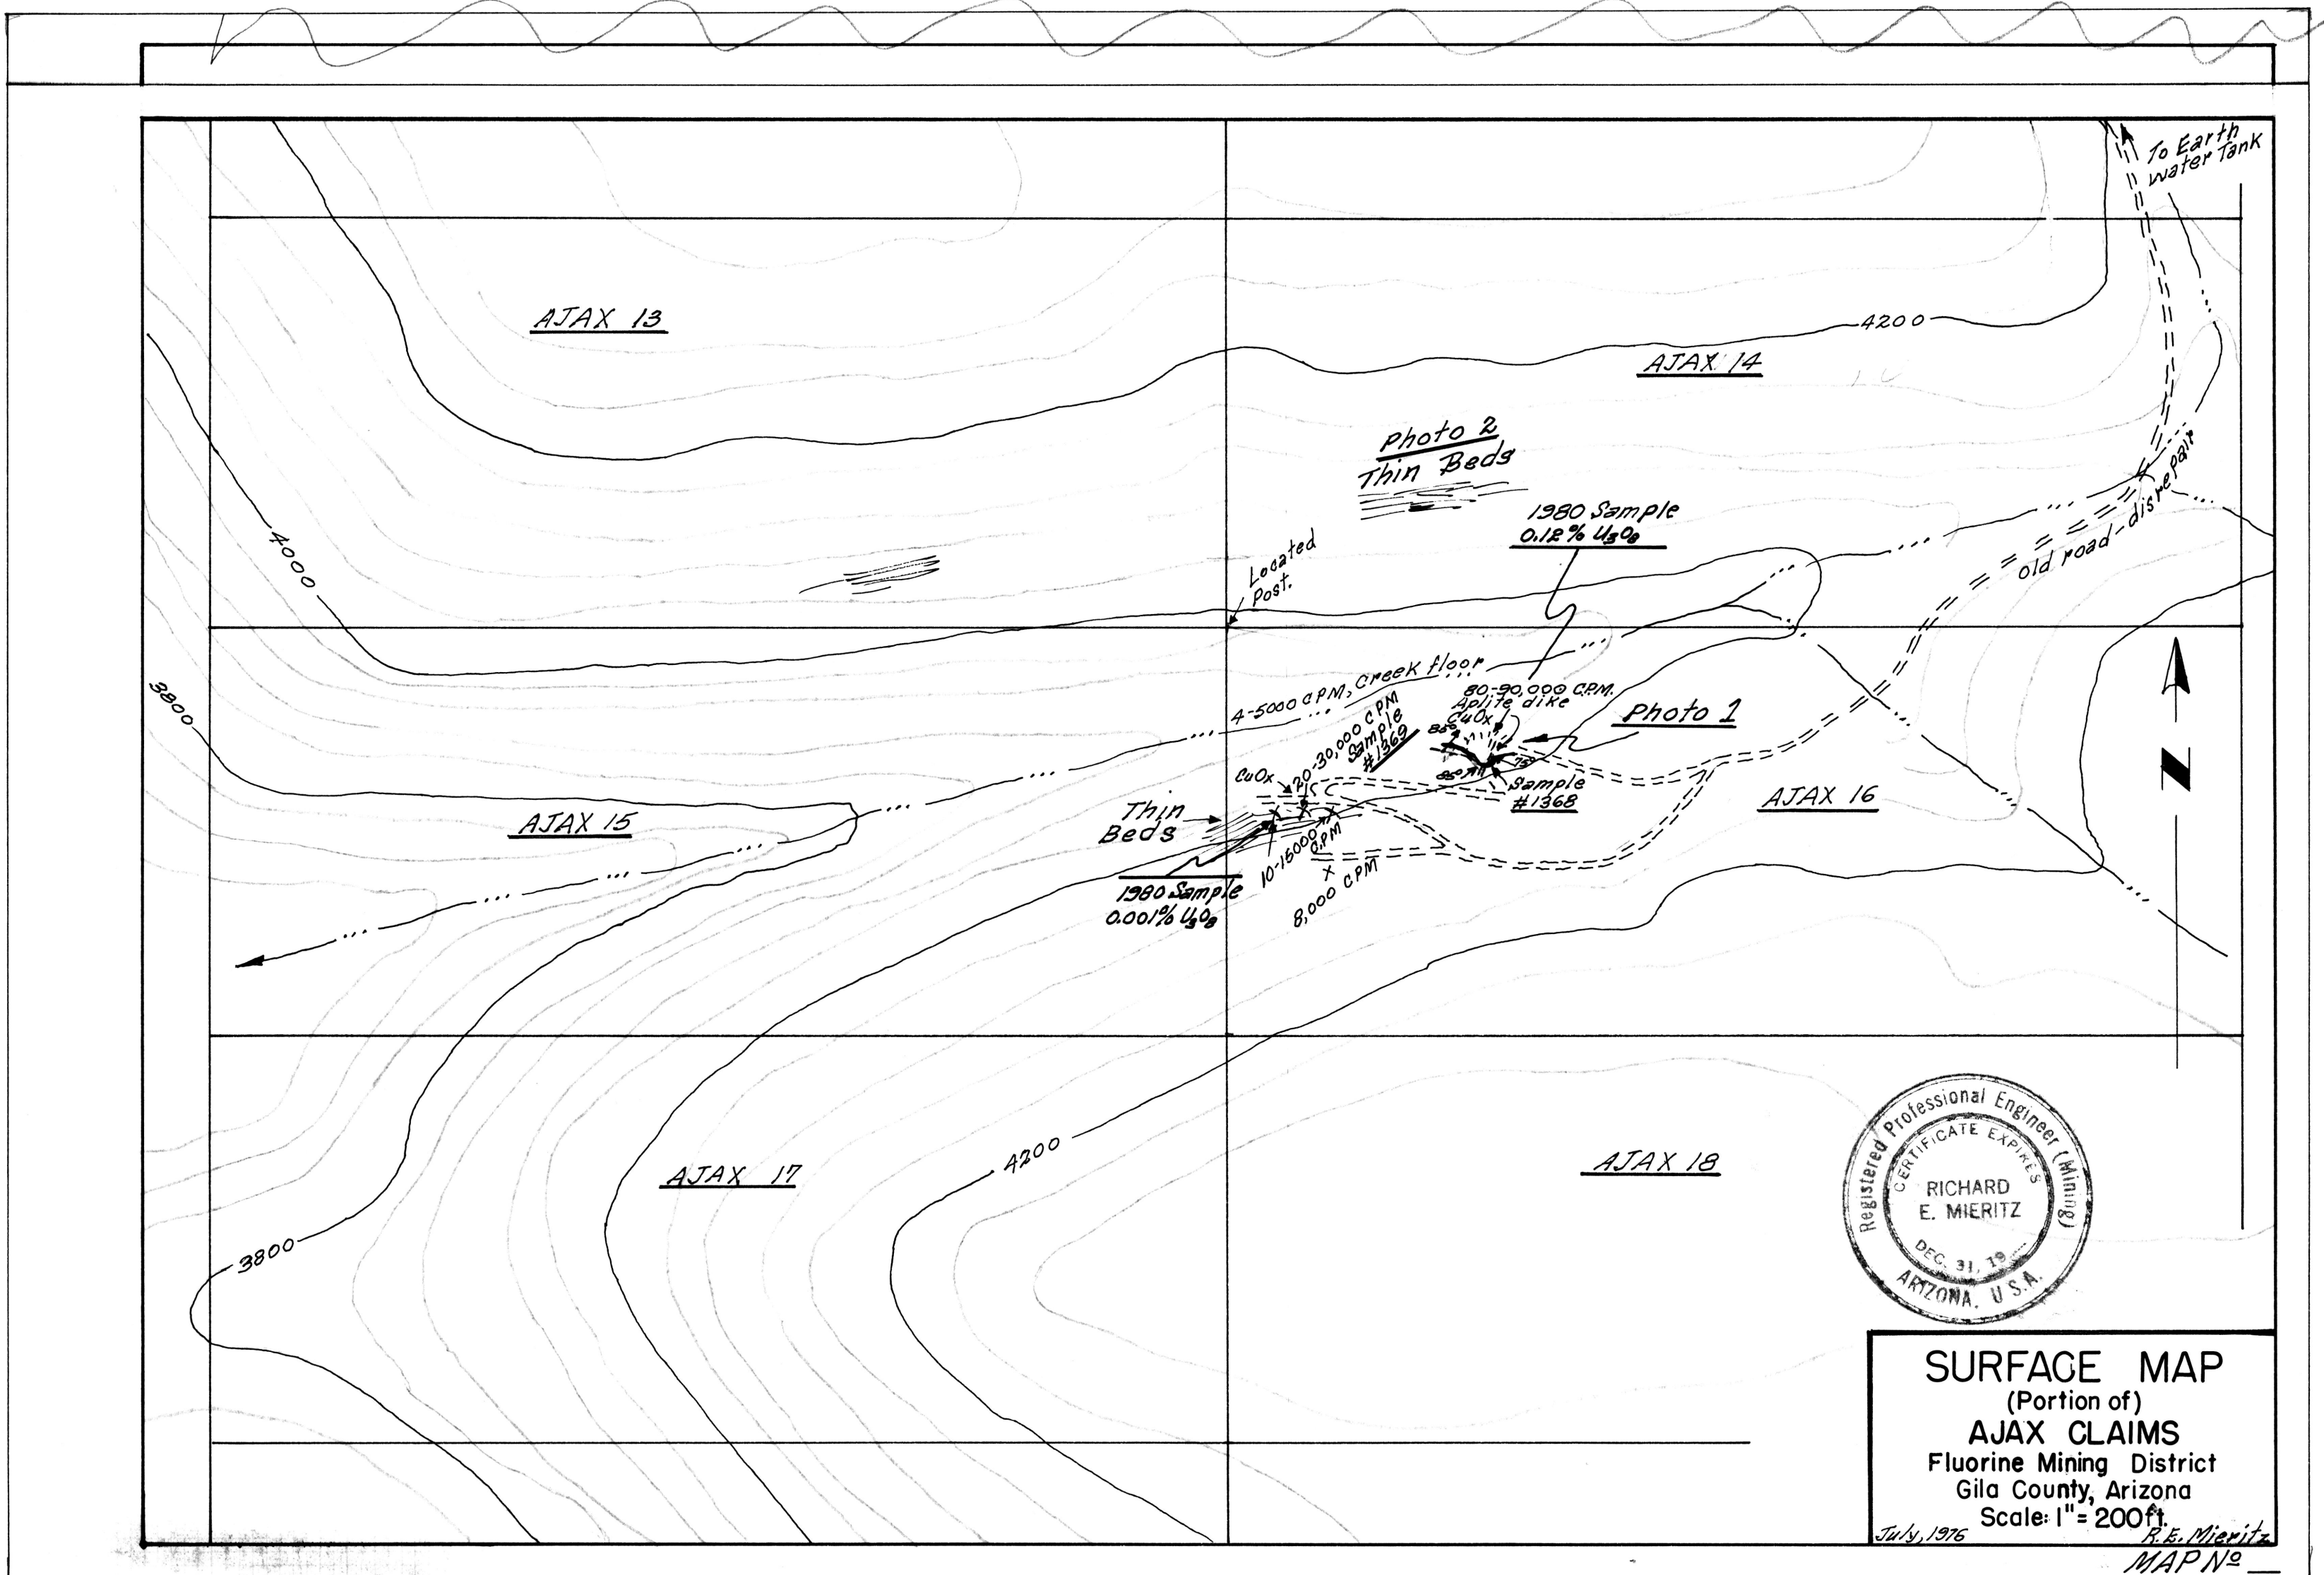 To Earth
water Tank
AJAX 13
4200
AJAX 14
Photo 2
Thin Beds
1980 Sample
0.12% U3O8
old road-disrepair
4000
Located
Post.
3800
4-5000 CPM, Creek floor
80-90,000 C.P.M.
Aplite dike
CuOx
85°
Photo 1
20-30,000 CPM
Sample
#1369
CuOx
85°
75°
Sample
#1368
Thin
Beds
AJAX 15
AJAX 16
10-15000
CPM
8,000 CPM
1980 Sample
0.001% U3O8
4200
AJAX 17
AJAX 18
3800
N
Registered Professional Engineer (Mining)
CERTIFICATE EXPIRES
RICHARD
E. MIERITZ
DEC. 31, 19
ARIZONA, U.S.A.
SURFACE MAP
(Portion of)
AJAX CLAIMS
Fluorine Mining District
Gila County, Arizona
Scale: 1" = 200ft.
July, 1976
R.E. Mieritz
MAP Nº __